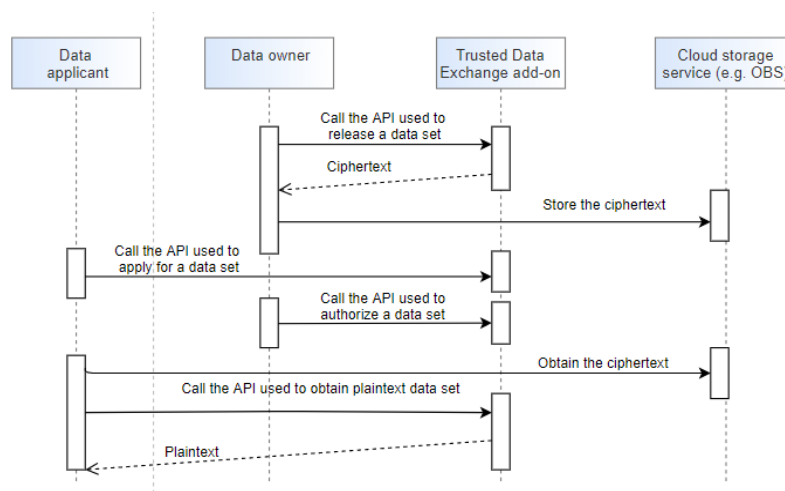 Data
applicant
Data owner
Trusted Data
Exchange add-on
Cloud storage
service (e.g. OBS)
Call the API used to
release a data set
Ciphertext
Store the ciphertext
Call the API used to
apply for a data set
Call the API used to
authorize a data set
Obtain the ciphertext
Call the API used to obtain plaintext data set
Plaintext